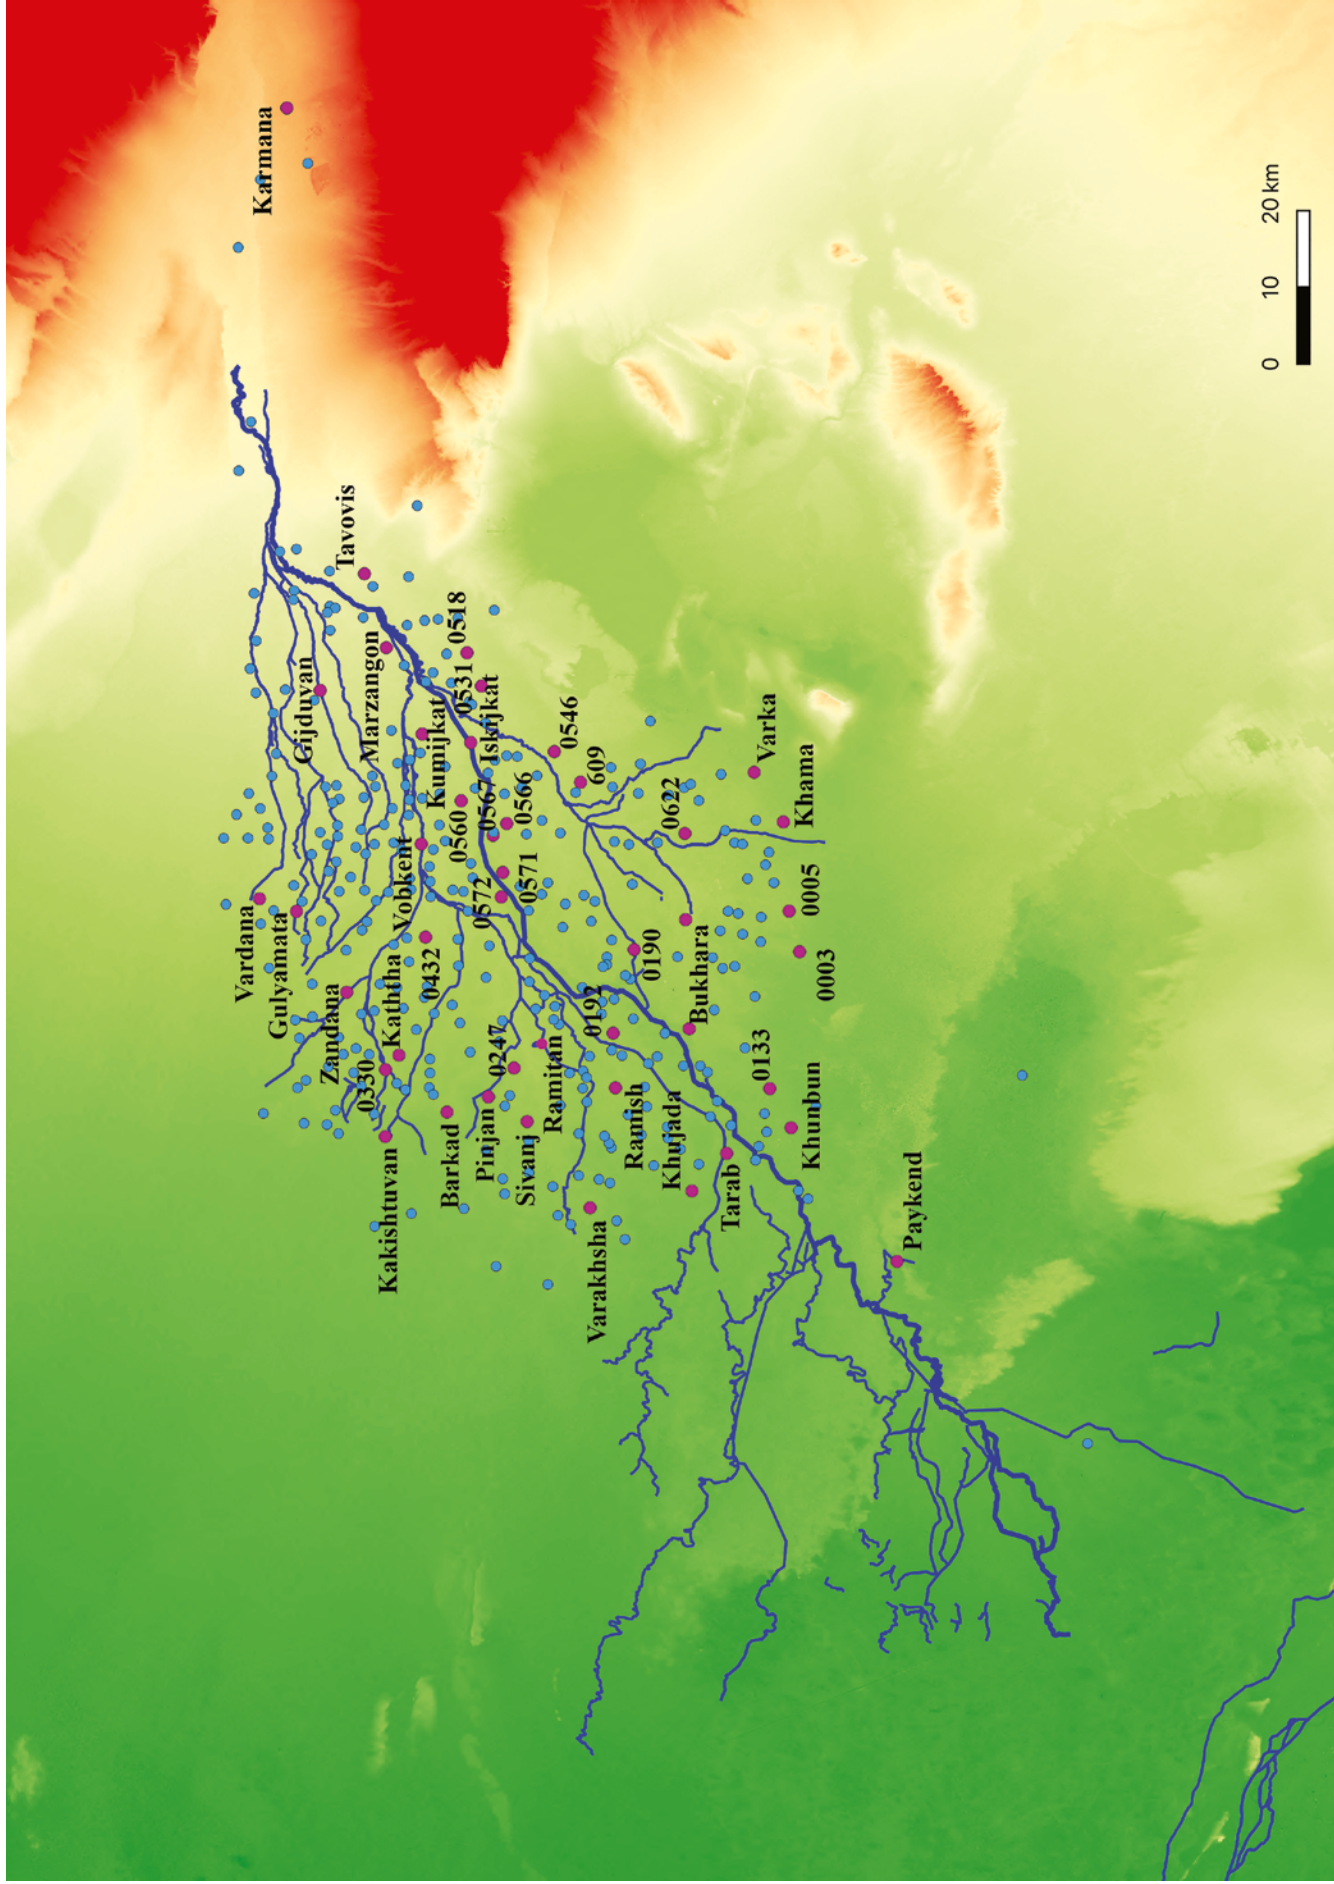 Karmana
Tavovis
Gijduvan
Marzangon
0518
0531
Iskijkat
Kumijkat
0546
609
Varka
Khama
0622
0566
0567
0560
Vobkent
0571
0572
Vardana
Gulyamata
Zandana
Kaththa
0432
0330
0005
0003
0190
Bukhara
0192
0133
Khunbun
0247
Ramitan
Ramish
Khujada
Tarab
Kakishtuvan
Barkad
Pinjan
Sivanj
Varakhsha
Paykend
0 10 20 km